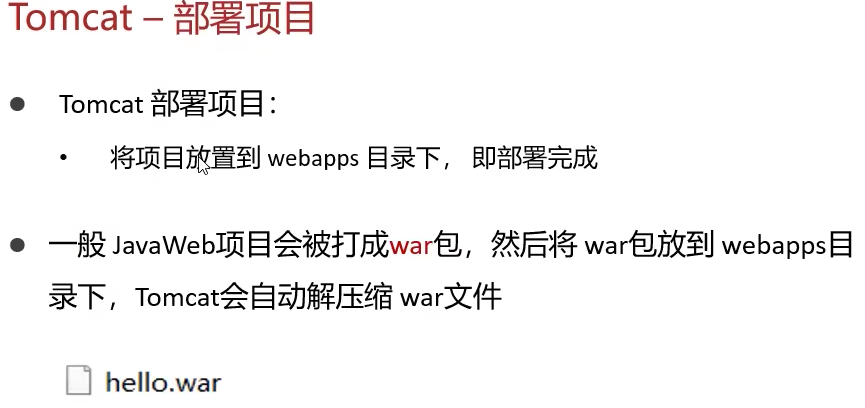 Tomcat – 部署项目
Tomcat 部署项目：
将项目放置到 webapps 目录下， 即部署完成
一般 JavaWeb项目会被打成war包，然后将 war包放到 webapps目
录下，Tomcat会自动解压缩 war文件
hello.war